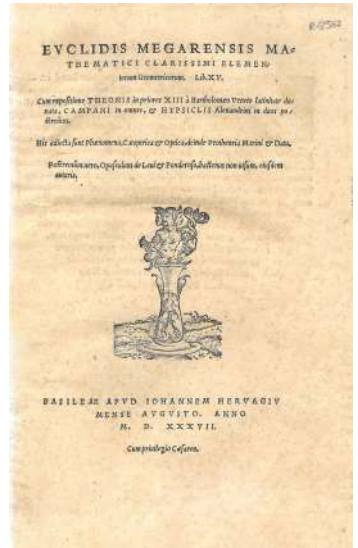 EVCLIDIS MEGARENSIS MA-
THEMATICI CLARISSIMI ELEMEN-
torum Geometricorum. Lib. XV.
Cum expositione THEONIS in priores XIII à Bartholomeo Veneto Latinitate do-
nata, CAMPANI in omnes, & HYPSICLIS Alexandrini in duos po-
stremos.
His adiecta sunt Phænomena, Catoptrica & Optica, deinde Protheoria Marini & Data,
Postremum uero, Opusculum de Leui & Ponderoso, hactenus non uisum, eiusdem
autoris.
BASILEAE APVD IOHANNEM HERVAGIV
MENSE AVGVSTO. ANNO
M. D. XXXVII.
Cum priuilegio Cæsareo.